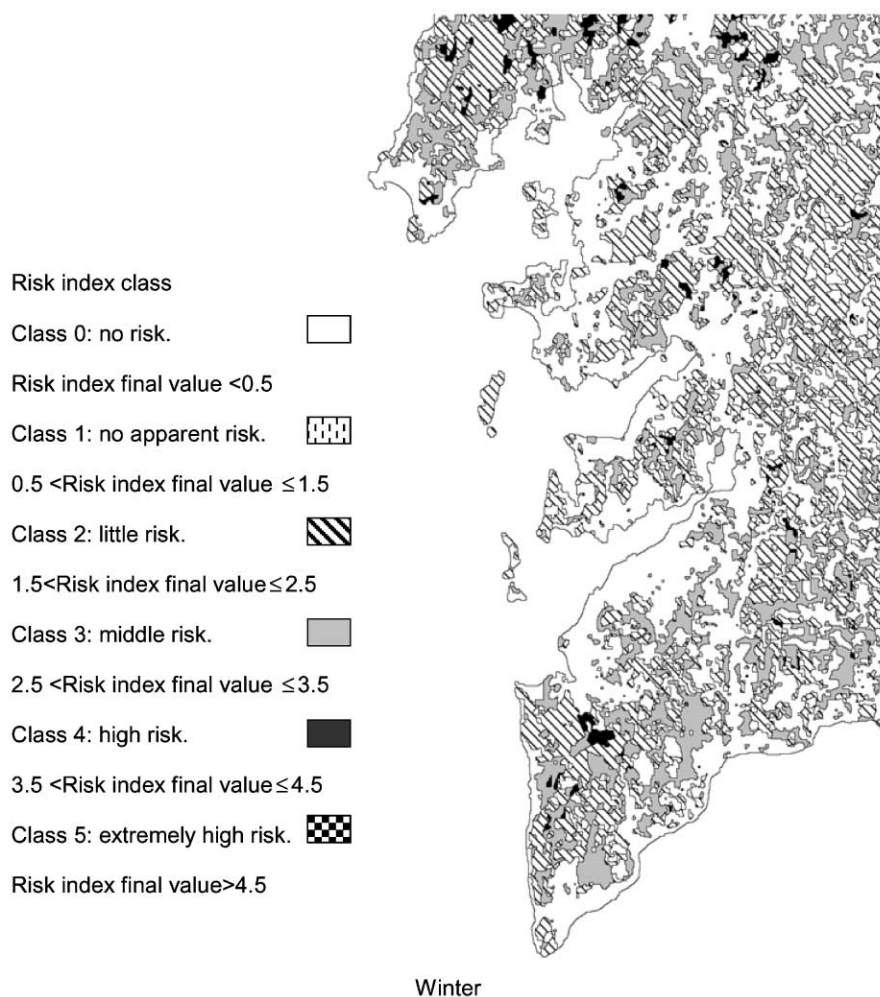 Risk index class
Class 0: no risk.
Risk index final value <0.5
Class 1: no apparent risk.
0.5 <Risk index final value ≤1.5
Class 2: little risk.
1.5<Risk index final value≤2.5
Class 3: middle risk.
2.5 <Risk index final value ≤3.5
Class 4: high risk.
3.5 <Risk index final value≤4.5
Class 5: extremely high risk.
Risk index final value>4.5
Winter